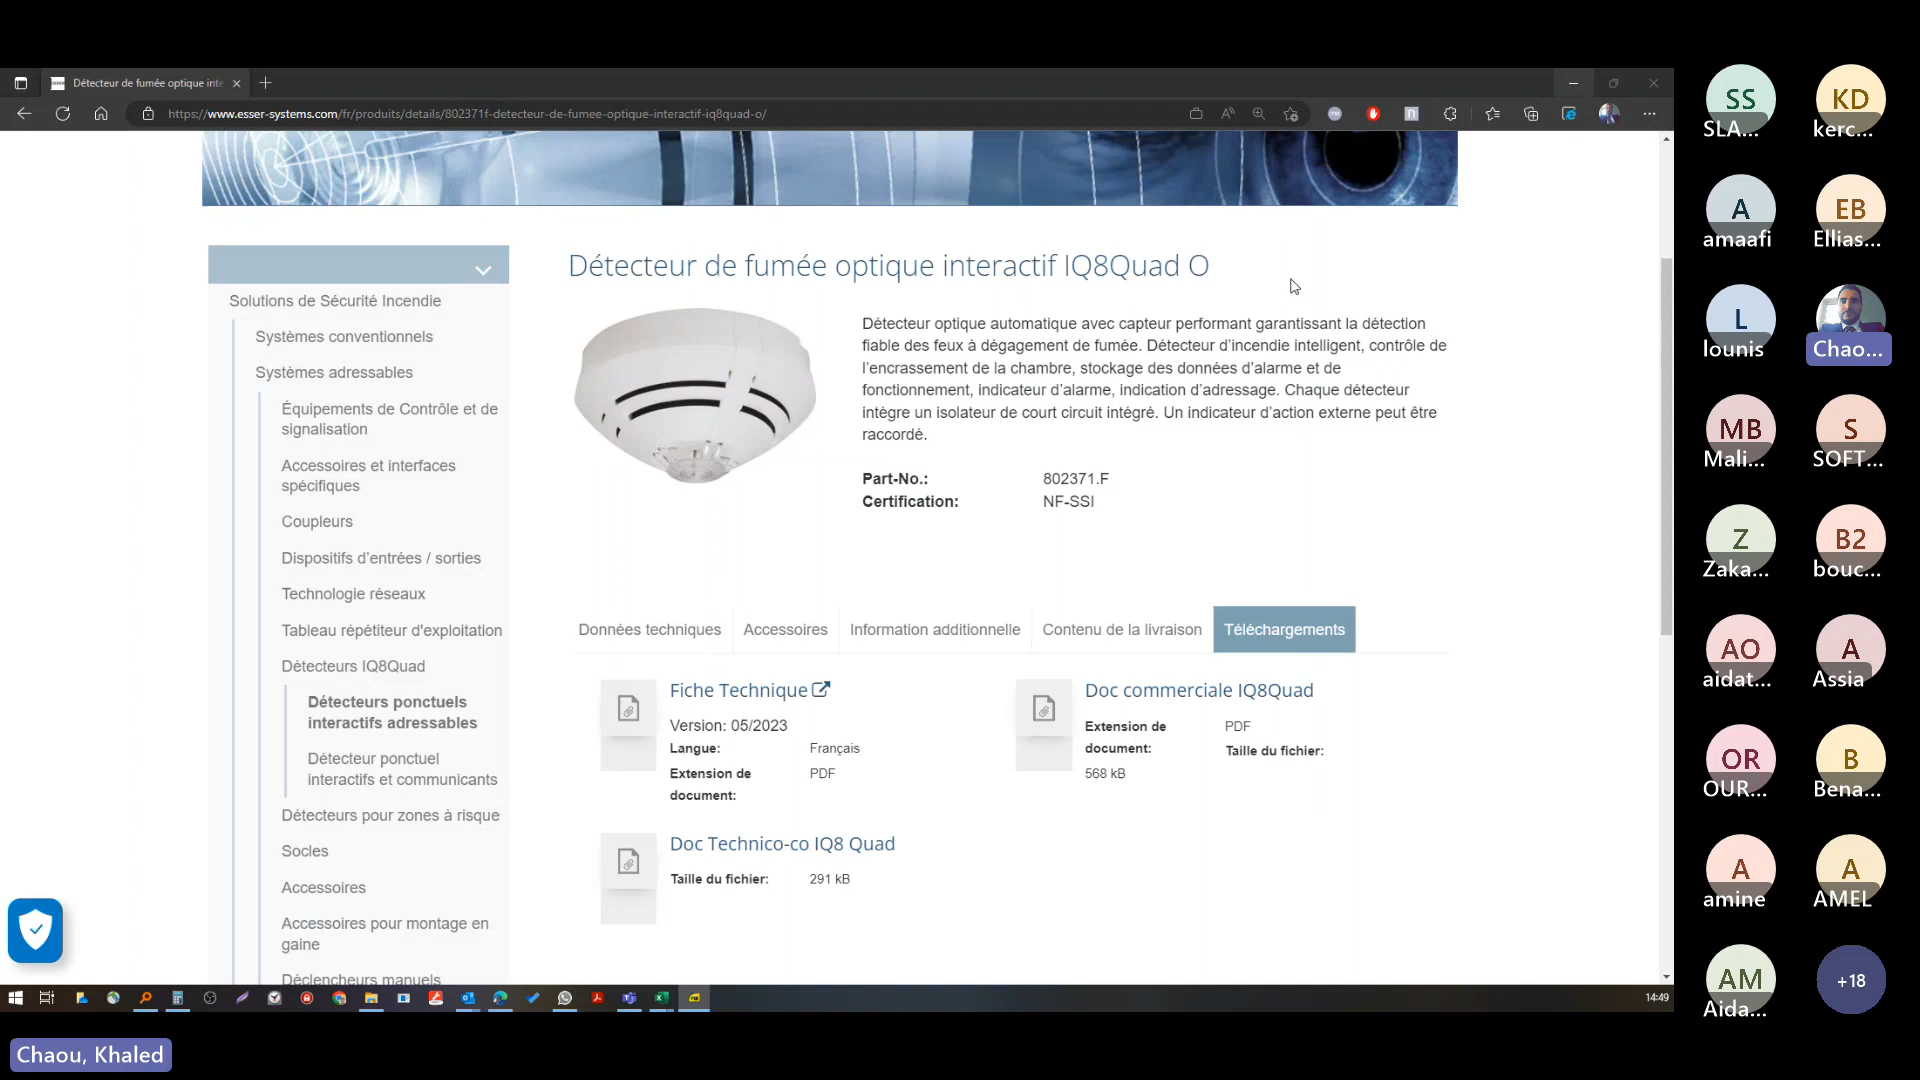 Détecteur de fumée optique inte
https://www.esser-systems.com/fr/produits/details/802371f-detecteur-de-fumee-optique-interactif-iq8quad-o/
Solutions de Sécurité Incendie
Systèmes conventionnels
Systèmes adressables
Équipements de Contrôle et de
signalisation
Accessoires et interfaces
spécifiques
Coupleurs
Dispositifs d’entrées / sorties
Technologie réseaux
Tableau répétiteur d'exploitation
Détecteurs IQ8Quad
Détecteurs ponctuels
interactifs adressables
Détecteur ponctuel
interactifs et communicants
Détecteurs pour zones à risque
Socles
Accessoires
Accessoires pour montage en
gaine
Déclencheurs manuels
Détecteur de fumée optique interactif IQ8Quad O
Détecteur optique automatique avec capteur performant garantissant la détection
fiable des feux à dégagement de fumée. Détecteur d’incendie intelligent, contrôle de
l’encrassement de la chambre, stockage des données d’alarme et de
fonctionnement, indicateur d’alarme, indication d’adressage. Chaque détecteur
intègre un isolateur de court circuit intégré. Un indicateur d’action externe peut être
raccordé.
Part-No.: 802371.F
Certification: NF-SSI
Données techniques Accessoires Information additionnelle Contenu de la livraison Téléchargements
Fiche Technique
Version: 05/2023
Langue: Français
Extension de PDF
document:
Doc commerciale IQ8Quad
Extension de PDF
document: Taille du fichier:
568 kB
Doc Technico-co IQ8 Quad
Taille du fichier: 291 kB
14:49
SS KD
SLA... kerc...
A EB
amaafi Ellias...
L
lounis Chao...
MB S
Mali... SOFT...
Z B2
Zaka... bouc...
AO A
aidat... Assia
OR B
OUR... Bena...
A A
amine AMEL
AM +18
Aida...
Chaou, Khaled